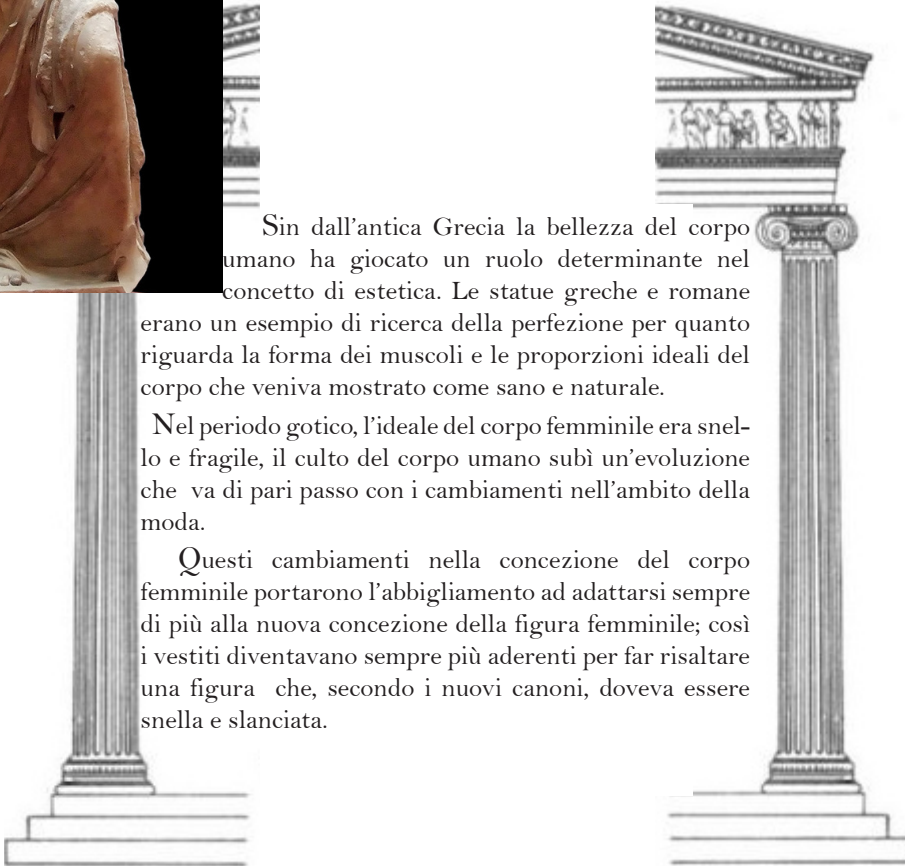 Sin dall'antica Grecia la bellezza del corpo
umano ha giocato un ruolo determinante nel
concetto di estetica. Le statue greche e romane
erano un esempio di ricerca della perfezione per quanto
riguarda la forma dei muscoli e le proporzioni ideali del
corpo che veniva mostrato come sano e naturale.
Nel periodo gotico, l'ideale del corpo femminile era snel-
lo e fragile, il culto del corpo umano subì un'evoluzione
che va di pari passo con i cambiamenti nell'ambito della
moda.
Questi cambiamenti nella concezione del corpo
femminile portarono l'abbigliamento ad adattarsi sempre
di più alla nuova concezione della figura femminile; così
i vestiti diventavano sempre più aderenti per far risaltare
una figura che, secondo i nuovi canoni, doveva essere
snella e slanciata.